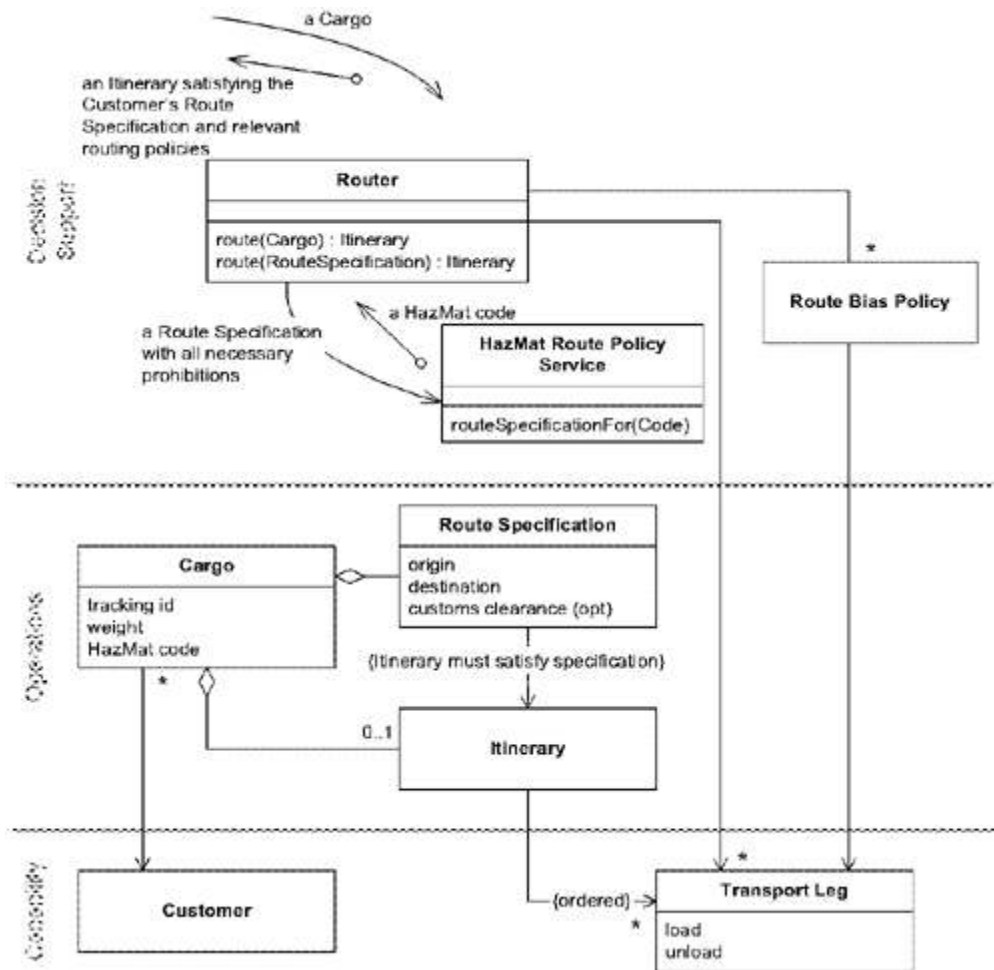 a Cargo
an Itinerary satisfying the
Customer's Route
Specification and relevant
routing policies
Decision
Support
Router
route(Cargo) : Itinerary
route(RouteSpecification) : Itinerary
*
Route Bias Policy
a HazMat code
a Route Specification
with all necessary
prohibitions
HazMat Route Policy
Service
routeSpecificationFor(Code)
Operations
Route Specification
origin
destination
customs clearance (opt)
Cargo
tracking id
weight
HazMat code
{itinerary must satisfy specification}
*
0..1
Itinerary
Capability
Customer
{ordered}
*
*
Transport Leg
load
unload